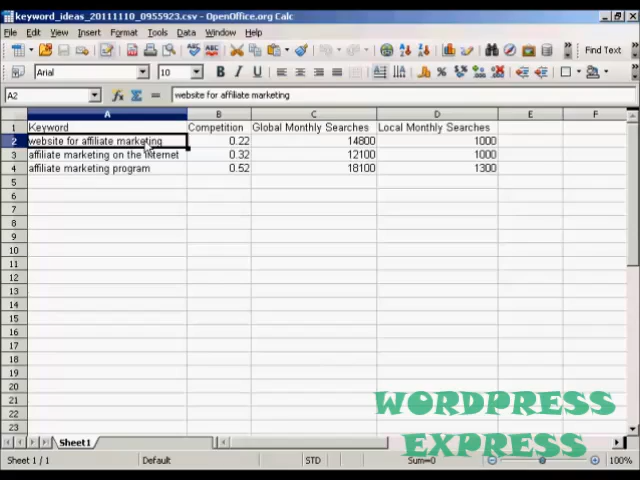 keyword_ideas_20111110_0955923.csv - OpenOffice.org Calc
File Edit View Insert Format Tools Data Window Help
Find Text
Arial 10 B I U
A2 website for affiliate marketing
A B C D E F
1 Keyword Competition Global Monthly Searches Local Monthly Searches
2 website for affiliate marketing 0.22 14800 1000
3 affiliate marketing on the internet 0.32 12100 1000
4 affiliate marketing program 0.52 18100 1300
5
6
7
8
9
10
11
12
13
14
15
16
17
18
19
20
21
22
23
WORDPRESS
EXPRESS
Sheet1
Sheet 1 / 1 Default STD Sum=0 100%